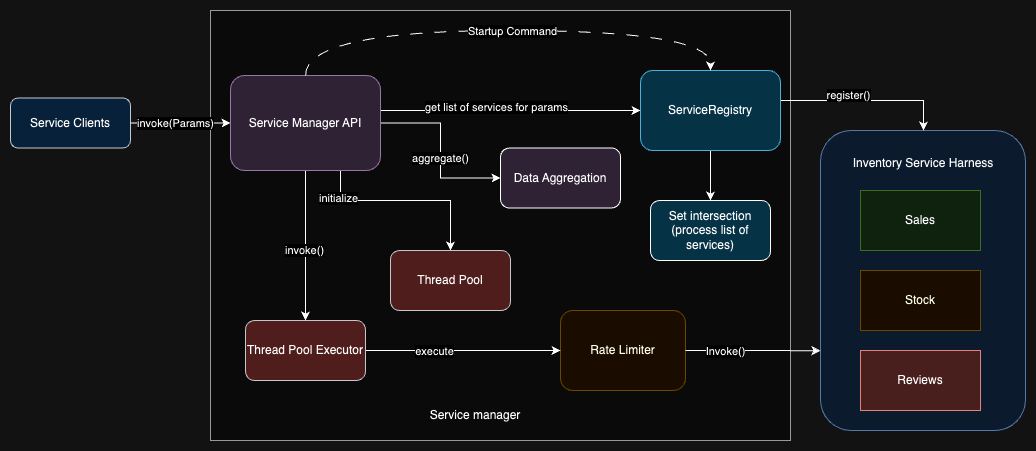 Startup Command
Service Clients
invoke(Params)
Service Manager API
get list of services for params
ServiceRegistry
register()
aggregate()
Data Aggregation
Inventory Service Harness
initialize
Set intersection
(process list of
services)
Sales
invoke()
Thread Pool
Stock
Thread Pool Executor
execute
Rate Limiter
Invoke()
Reviews
Service manager